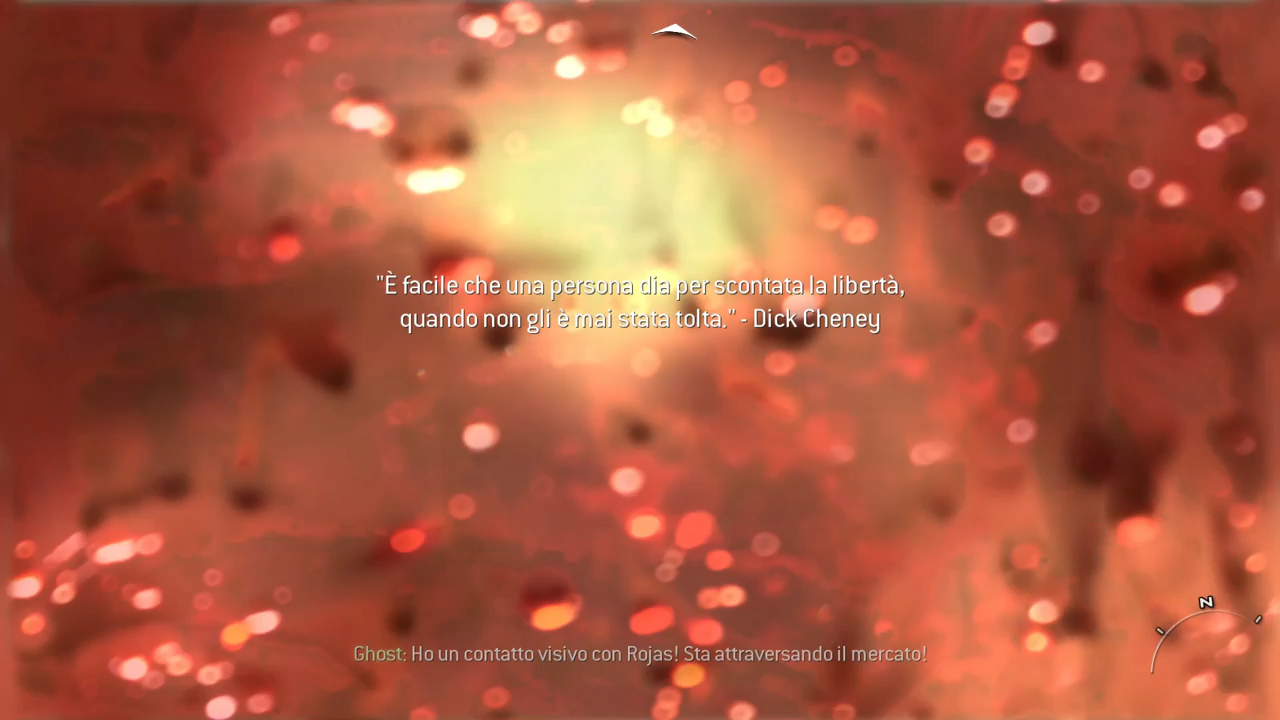 "È facile che una persona dia per scontata la libertà,
quando non gli è mai stata tolta." - Dick Cheney
Ghost: Ho un contatto visivo con Rojas! Sta attraversando il mercato!
N